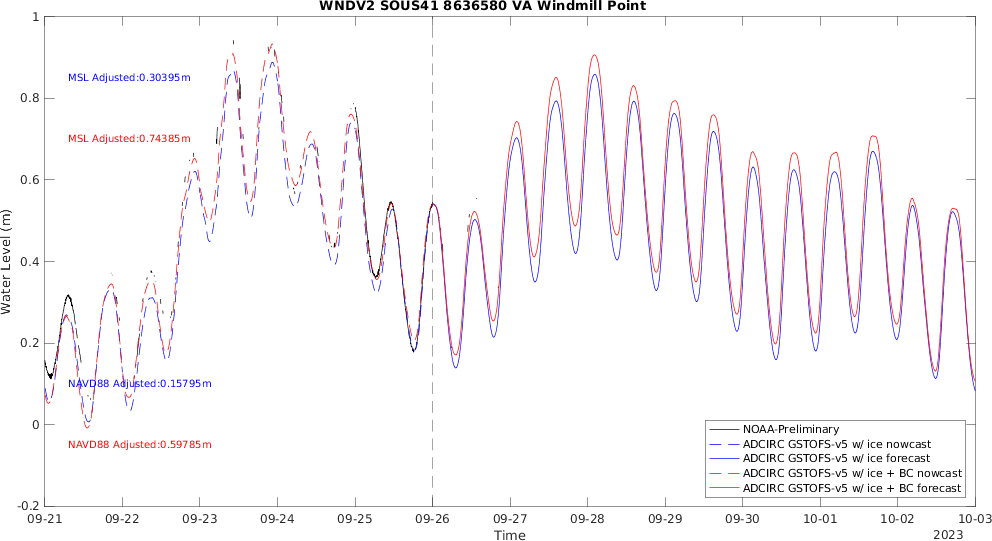 WNDV2 SOUS41 8636580 VA Windmill Point
1
0.8
0.6
0.4
0.2
0
-0.2
Water Level (m)
MSL Adjusted:0.30395m
MSL Adjusted:0.74385m
NAVD88 Adjusted:0.15795m
NAVD88 Adjusted:0.59785m
NOAA-Preliminary
ADCIRC GSTOFS-v5 w/ ice nowcast
ADCIRC GSTOFS-v5 w/ ice forecast
ADCIRC GSTOFS-v5 w/ ice + BC nowcast
ADCIRC GSTOFS-v5 w/ ice + BC forecast
09-21 09-22 09-23 09-24 09-25 09-26 09-27 09-28 09-29 09-30 10-01 10-02 10-03
Time
2023